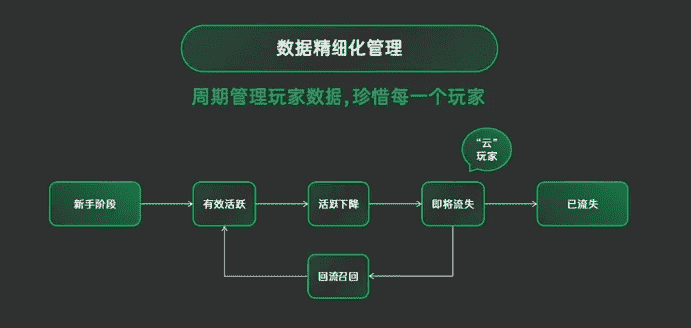 数据精细化管理
周期管理玩家数据,珍惜每一个玩家
“云”
玩家
新手阶段
有效活跃
活跃下降
即将流失
已流失
回流召回